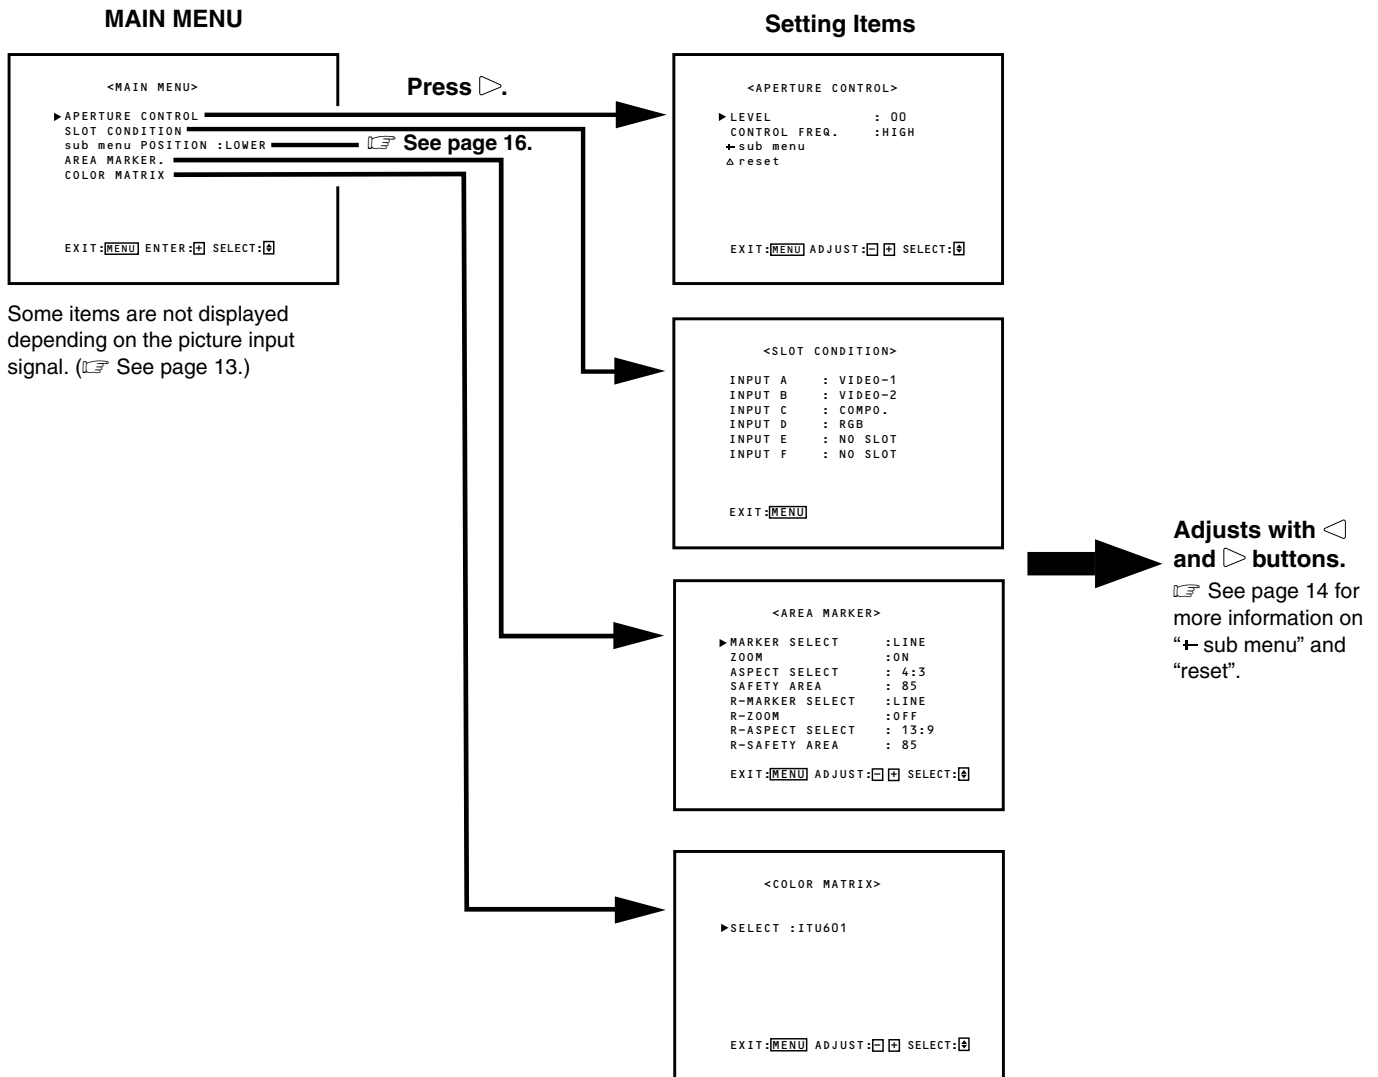 MAIN MENU
<MAIN MENU>
▶APERTURE CONTROL
SLOT CONDITION
sub menu POSITION :LOWER
AREA MARKER.
COLOR MATRIX
EXIT:MENU ENTER:+ SELECT:
Some items are not displayed
depending on the picture input
signal. (☞ See page 13.)
Press ▷.
☞ See page 16.
Setting Items
<APERTURE CONTROL>
▶LEVEL : 00
CONTROL FREQ. :HIGH
+sub menu
△reset
EXIT:MENU ADJUST:- + SELECT:
<SLOT CONDITION>
INPUT A : VIDEO-1
INPUT B : VIDEO-2
INPUT C : COMPO.
INPUT D : RGB
INPUT E : NO SLOT
INPUT F : NO SLOT
EXIT:MENU
<AREA MARKER>
▶MARKER SELECT :LINE
ZOOM :ON
ASPECT SELECT : 4:3
SAFETY AREA : 85
R-MARKER SELECT :LINE
R-ZOOM :OFF
R-ASPECT SELECT : 13:9
R-SAFETY AREA : 85
EXIT:MENU ADJUST:- + SELECT:
<COLOR MATRIX>
▶SELECT :ITU601
EXIT:MENU ADJUST:- + SELECT:
Adjusts with ◁
and ▷ buttons.
☞ See page 14 for
more information on
“+ sub menu” and
“reset”.